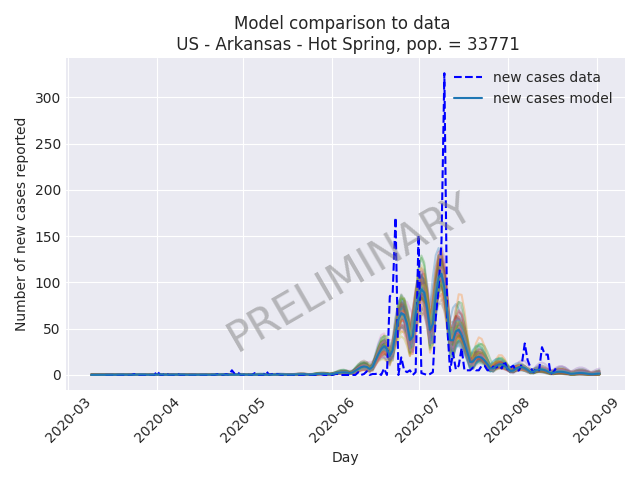 Model comparison to data
US - Arkansas - Hot Spring, pop. = 33771
new cases data
new cases model
PRELIMINARY
Number of new cases reported
300
250
200
150
100
50
0
2020-03
2020-04
2020-05
2020-06
2020-07
2020-08
2020-09
Day